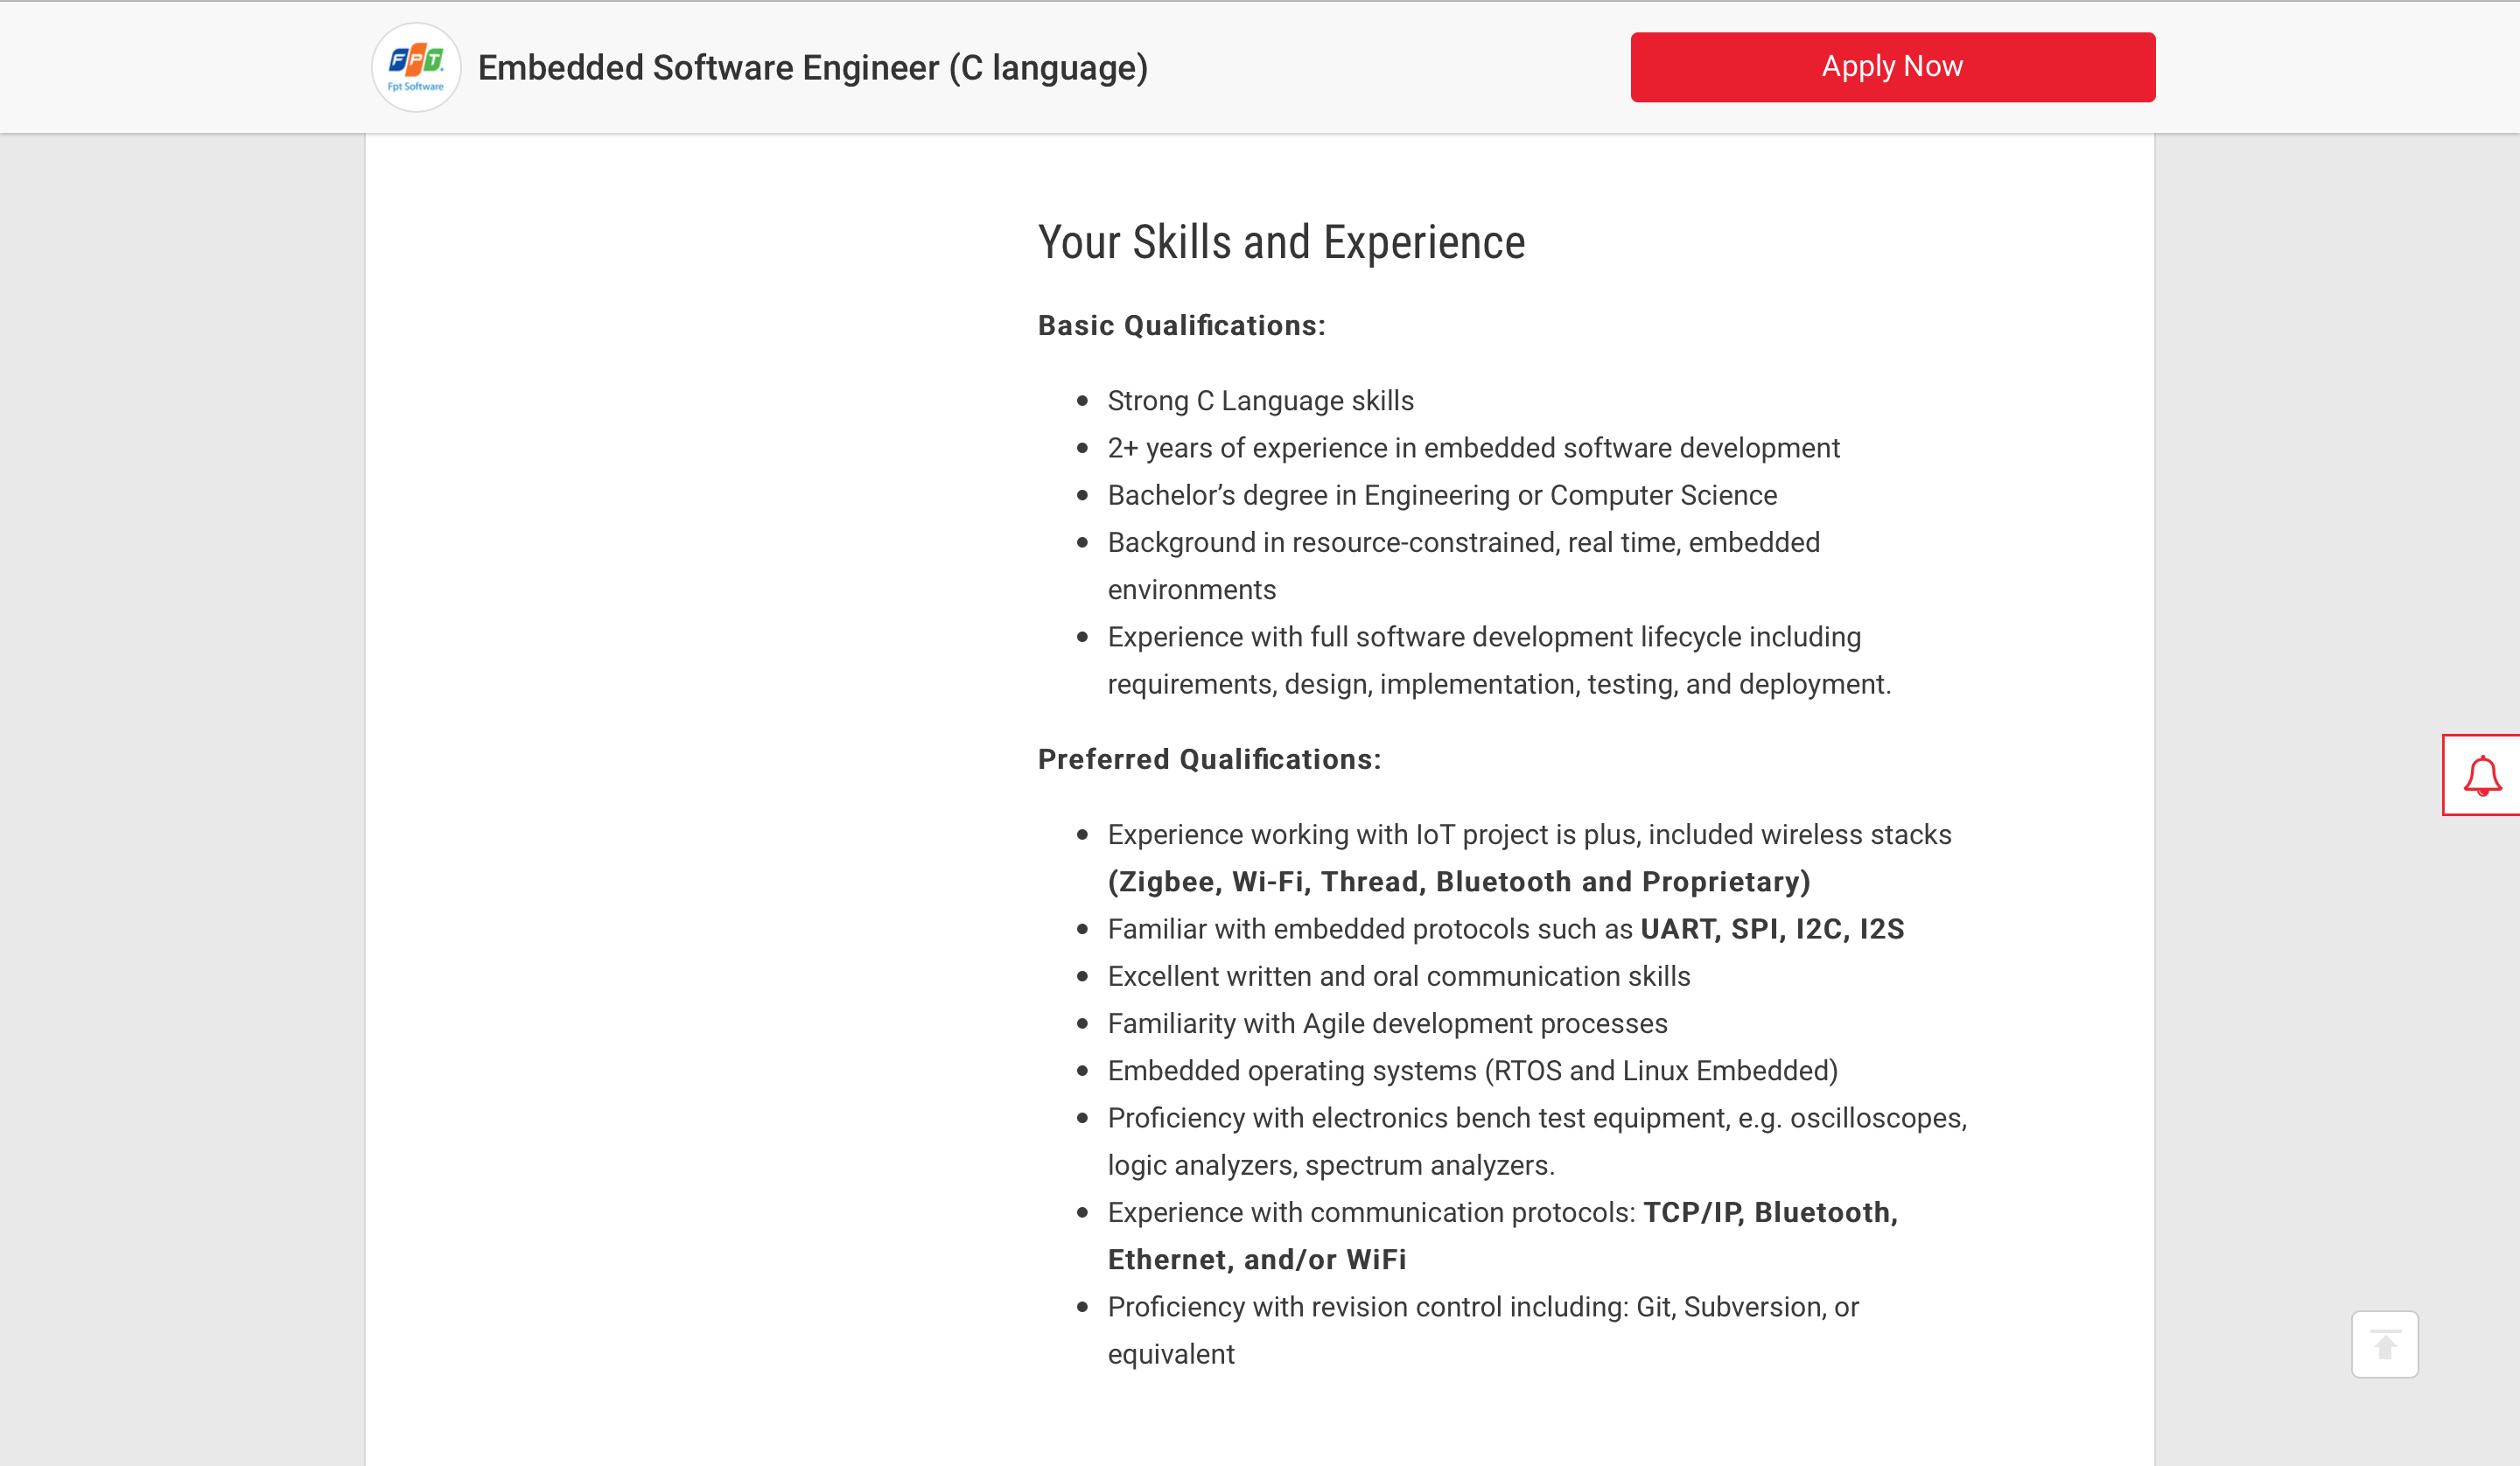 FPT
Fpt Software
Embedded Software Engineer (C language)
Apply Now
Your Skills and Experience
Basic Qualifications:
Strong C Language skills
2+ years of experience in embedded software development
Bachelor’s degree in Engineering or Computer Science
Background in resource-constrained, real time, embedded
environments
Experience with full software development lifecycle including
requirements, design, implementation, testing, and deployment.
Preferred Qualifications:
Experience working with IoT project is plus, included wireless stacks
(Zigbee, Wi-Fi, Thread, Bluetooth and Proprietary)
Familiar with embedded protocols such as UART, SPI, I2C, I2S
Excellent written and oral communication skills
Familiarity with Agile development processes
Embedded operating systems (RTOS and Linux Embedded)
Proficiency with electronics bench test equipment, e.g. oscilloscopes,
logic analyzers, spectrum analyzers.
Experience with communication protocols: TCP/IP, Bluetooth,
Ethernet, and/or WiFi
Proficiency with revision control including: Git, Subversion, or
equivalent